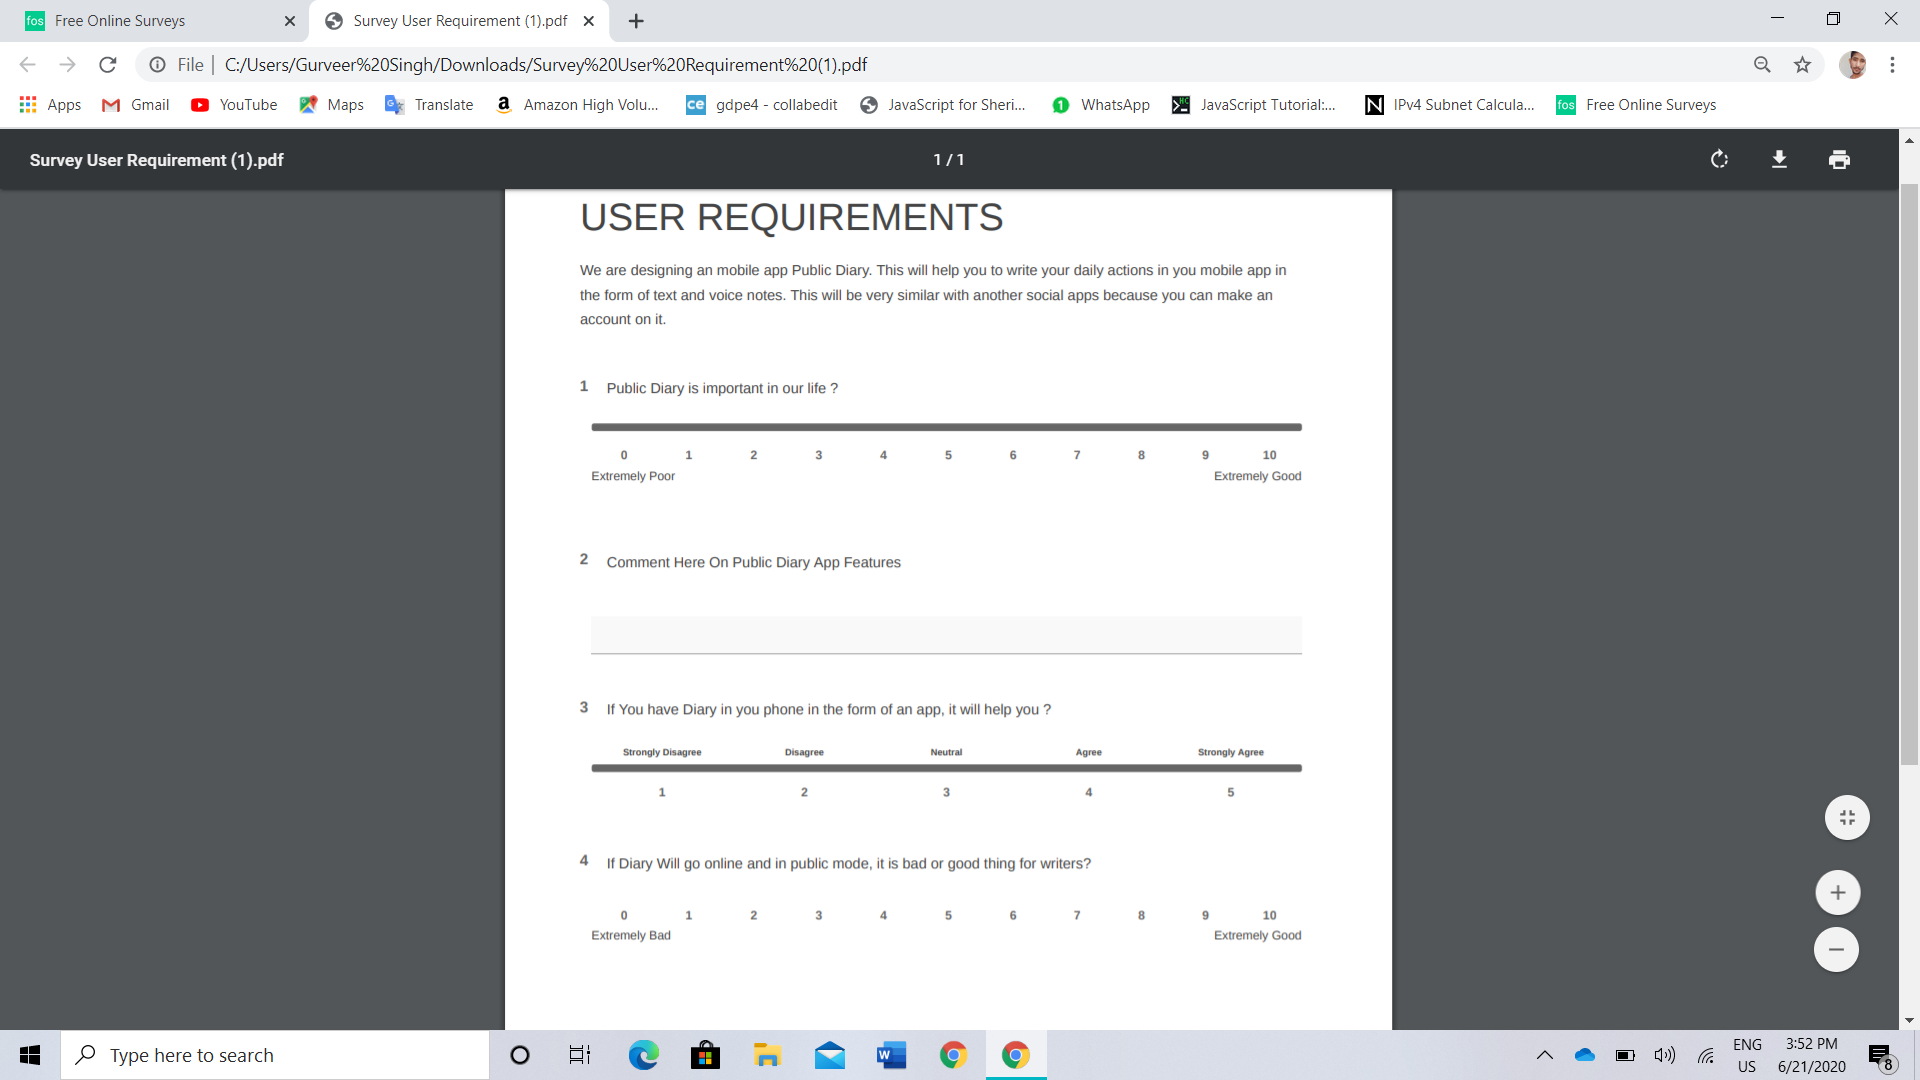 fos Free Online Surveys
Survey User Requirement (1).pdf
File | C:/Users/Gurveer%20Singh/Downloads/Survey%20User%20Requirement%20(1).pdf
Apps Gmail YouTube Maps Translate Amazon High Volu... ce gdpe4 - collabedit JavaScript for Sheri... 1 WhatsApp JavaScript Tutorial:... N IPv4 Subnet Calcula... fos Free Online Surveys
Survey User Requirement (1).pdf 1 / 1
USER REQUIREMENTS
We are designing an mobile app Public Diary. This will help you to write your daily actions in you mobile app in
the form of text and voice notes. This will be very similar with another social apps because you can make an
account on it.
1 Public Diary is important in our life ?
0 1 2 3 4 5 6 7 8 9 10
Extremely Poor Extremely Good
2 Comment Here On Public Diary App Features
3 If You have Diary in you phone in the form of an app, it will help you ?
Strongly Disagree Disagree Neutral Agree Strongly Agree
1 2 3 4 5
4 If Diary Will go online and in public mode, it is bad or good thing for writers?
0 1 2 3 4 5 6 7 8 9 10
Extremely Bad Extremely Good
Type here to search
W
ENG
US
3:52 PM
6/21/2020
8